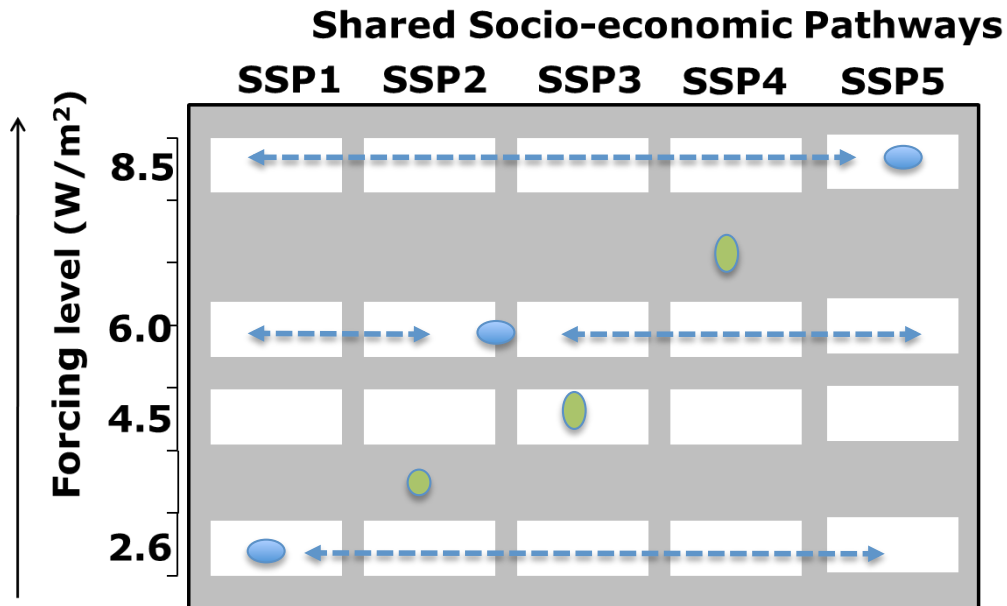 Shared Socio-economic Pathways
SSP1 SSP2 SSP3 SSP4 SSP5
Forcing level (W/m²)
8.5
6.0
4.5
2.6